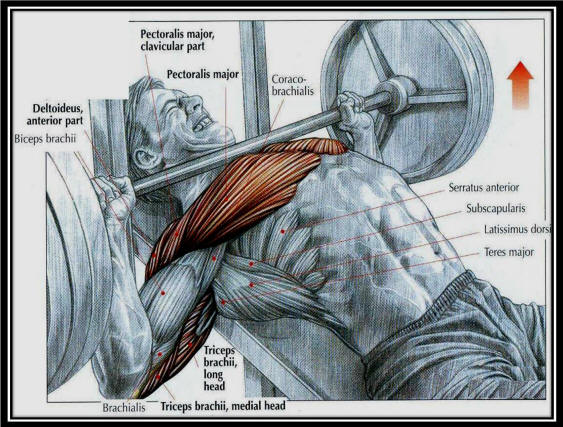 Pectoralis major,
clavicular part
Pectoralis major
Coraco-
brachialis
Deltoideus,
anterior part
Biceps brachii
Serratus anterior
Subscapularis
Latissimus dorsi
Teres major
Triceps
brachii,
long
head
Brachialis
Triceps brachii, medial head